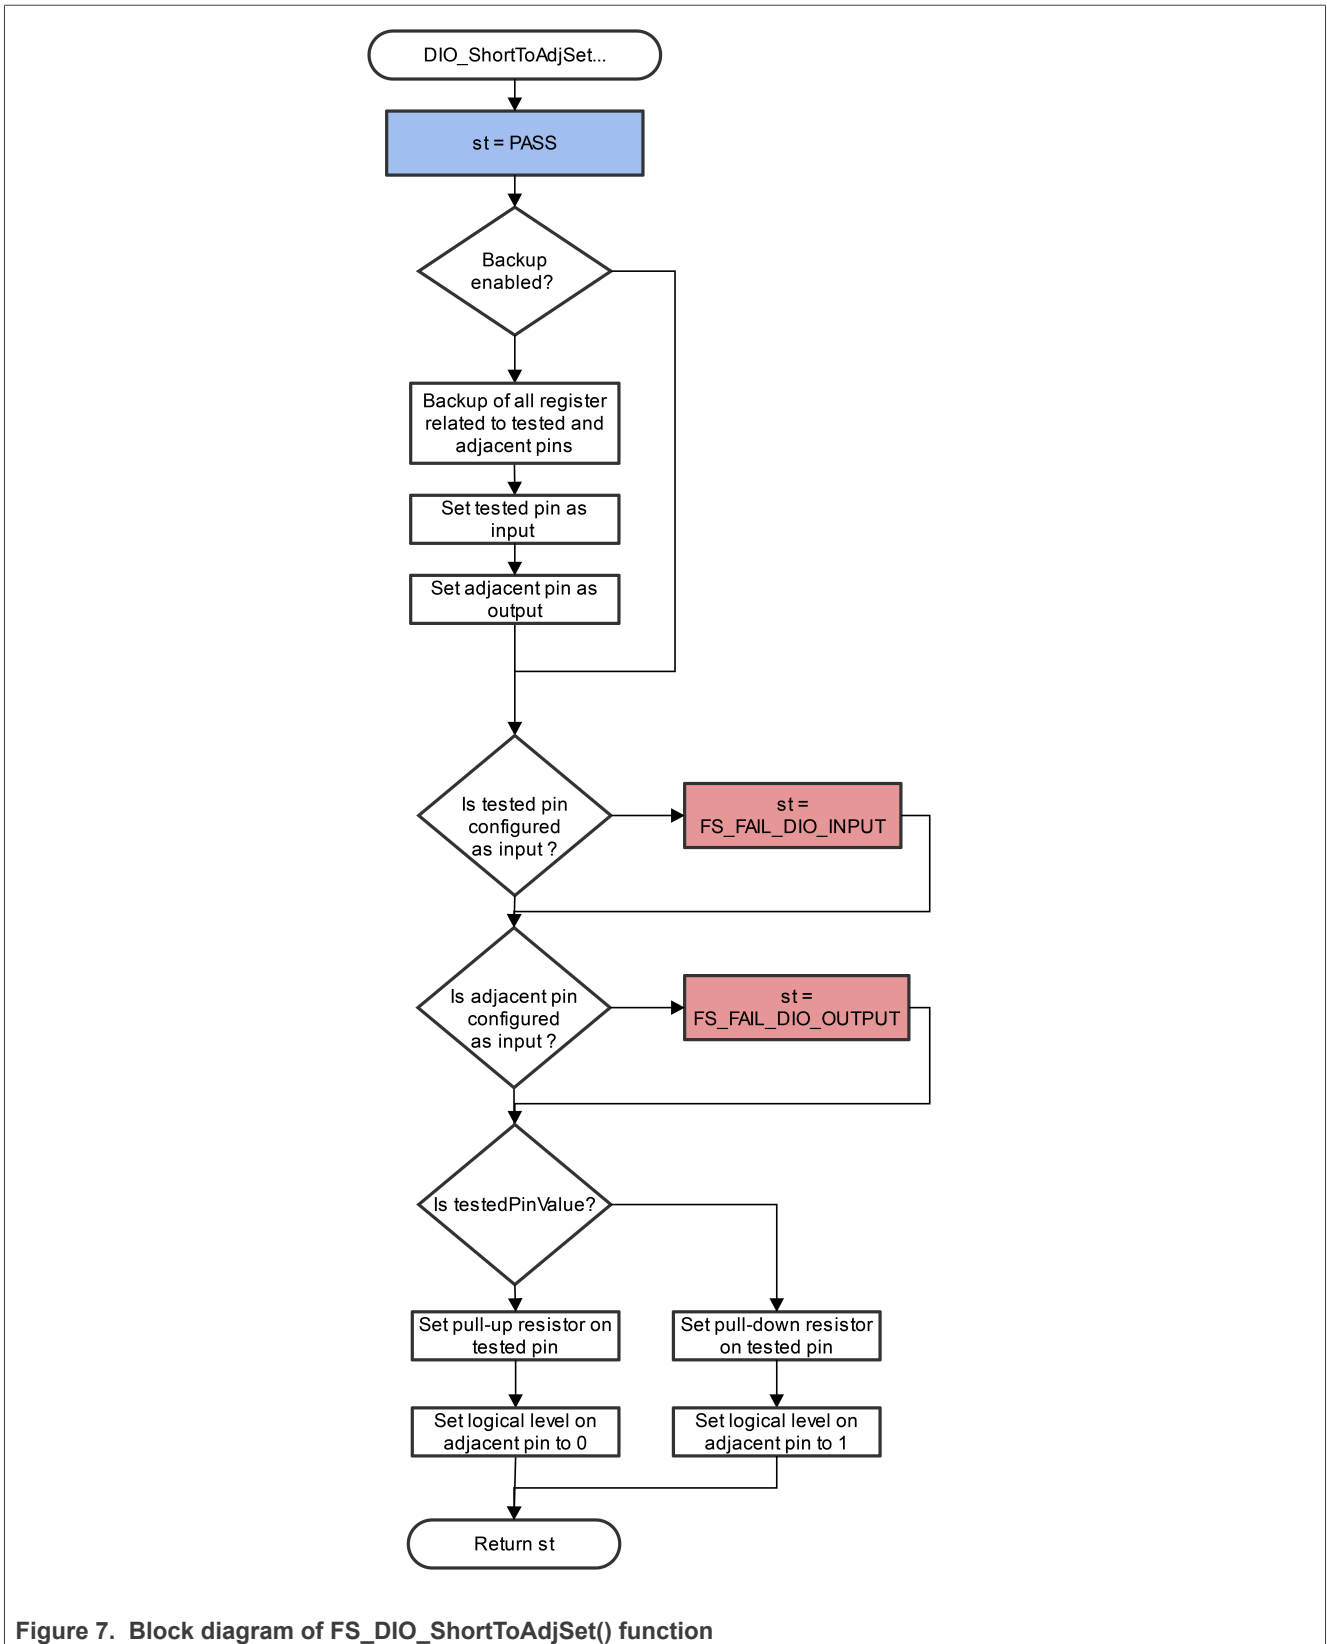 DIO_ShortToAdjSet...
st = PASS
Backup
enabled?
Backup of all register
related to tested and
adjacent pins
Set tested pin as
input
Set adjacent pin as
output
Is tested pin
configured
as input ?
st =
FS_FAIL_DIO_INPUT
Is adjacent pin
configured
as input ?
st =
FS_FAIL_DIO_OUTPUT
Is testedPinValue?
Set pull-up resistor on
tested pin
Set pull-down resistor
on tested pin
Set logical level on
adjacent pin to 0
Set logical level on
adjacent pin to 1
Return st
Figure 7. Block diagram of FS_DIO_ShortToAdjSet() function